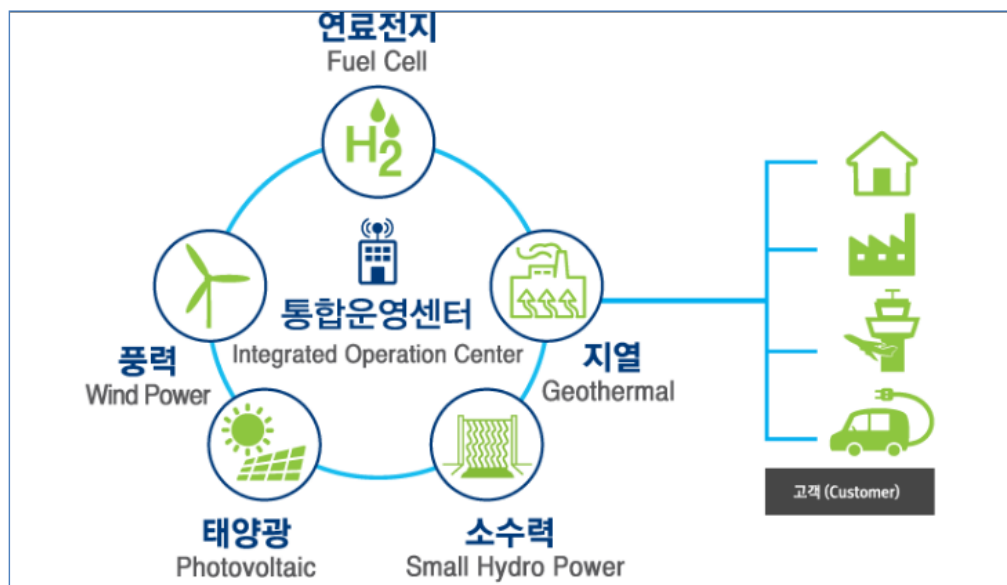 연료전지
Fuel Cell
H2
통합운영센터
Integrated Operation Center
풍력
Wind Power
지열
Geothermal
태양광
Photovoltaic
소수력
Small Hydro Power
고객 (Customer)